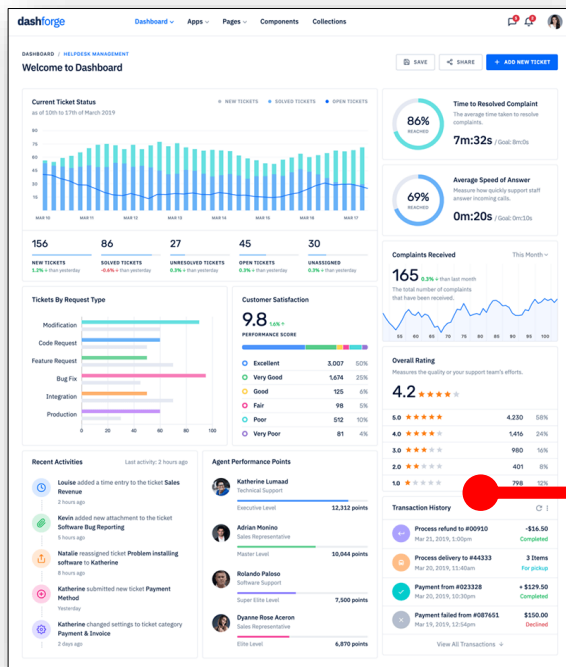 dashforge
Dashboard Apps Pages Components Collections
DASHBOARD / HELPDESK MANAGEMENT
Welcome to Dashboard
SAVE SHARE + ADD NEW TICKET
Current Ticket Status
as of 10th to 17th of March 2019
NEW TICKETS SOLVED TICKETS OPEN TICKETS
MAR 10 MAR 11 MAR 12 MAR 13 MAR 14 MAR 15 MAR 16 MAR 17
156 86 27 45 30
NEW TICKETS SOLVED TICKETS UNRESOLVED TICKETS OPEN TICKETS UNASSIGNED
1.2% than yesterday -0.6% than yesterday 0.3% than yesterday 0.3% than yesterday 0.3% than yesterday
86%
REACHED
Time to Resolved Complaint
The average time taken to resolve
complaints.
7m:32s / Goal: 8m:0s
69%
REACHED
Average Speed of Answer
Measure how quickly support staff
answer incoming calls.
0m:20s / Goal: 0m:10s
Complaints Received This Month
165 0.3% than last month
The total number of complaints
that have been received.
55 60 65 70 75 80 85 90 95 100
Tickets By Request Type
Modification
Code Request
Feature Request
Bug Fix
Integration
Production
0 20 40 60 80 100
Customer Satisfaction
9.8 1.6%
PERFORMANCE SCORE
Excellent 3,007 50%
Very Good 1,674 25%
Good 125 6%
Fair 98 5%
Poor 512 10%
Very Poor 81 4%
Overall Rating
Measures the quality or your support team's efforts.
4.2
5.0 4,230 58%
4.0 1,416 24%
3.0 980 16%
2.0 401 8%
1.0 798 12%
Recent Activities Last activity: 2 hours ago
Louise added a time entry to the ticket Sales
Revenue
2 hours ago
Kevin added new attachment to the ticket
Software Bug Reporting
5 hours ago
Natalie reassigned ticket Problem installing
software to Katherine
8 hours ago
Katherine submitted new ticket Payment
Method
Yesterday
Katherine changed settings to ticket category
Payment & Invoice
2 days ago
Agent Performance Points
Katherine Lumaad
Technical Support
Executive Level 12,312 points
Adrian Monino
Sales Representative
Master Level 10,044 points
Rolando Paloso
Software Support
Super Elite Level 7,500 points
Dyanne Rose Aceron
Sales Representative
Elite Level 6,870 points
Transaction History
Process refund to #00910 -$16.50
Mar 21, 2019, 1:00pm Completed
Process delivery to #44333 3 Items
Mar 20, 2019, 11:40am For pickup
Payment from #023328 + $129.50
Mar 20, 2019, 10:30pm Completed
Payment failed from #087651 $150.00
Mar 19, 2019, 12:54pm Declined
View All Transactions